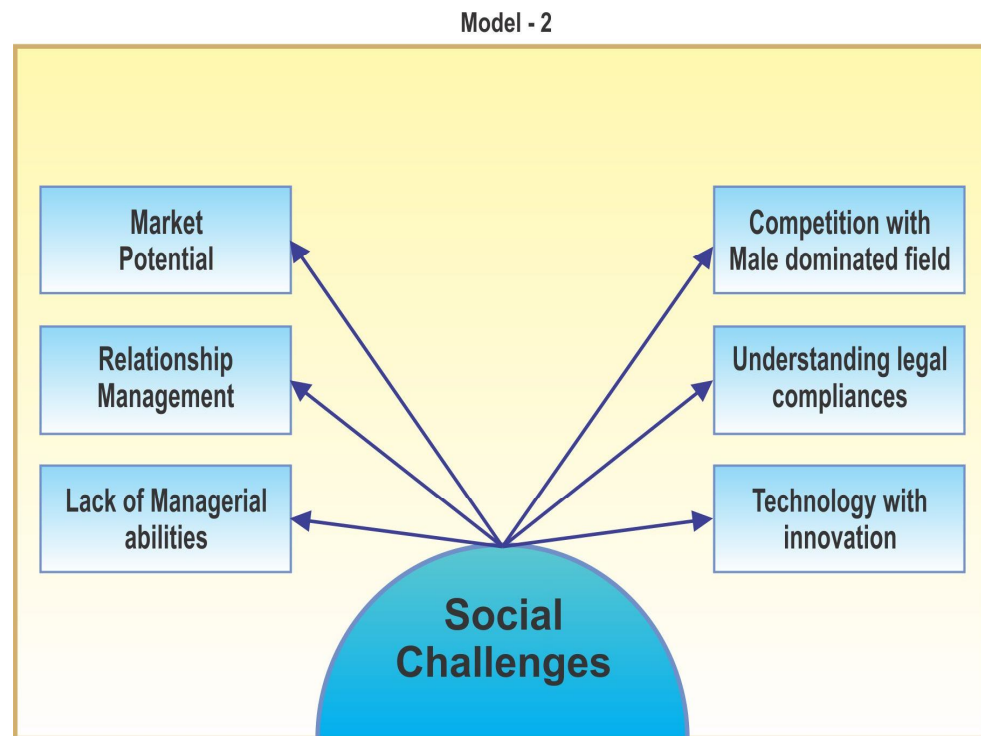 Model - 2
Market
Potential
Relationship
Management
Lack of Managerial
abilities
Competition with
Male dominated field
Understanding legal
compliances
Technology with
innovation
Social
Challenges